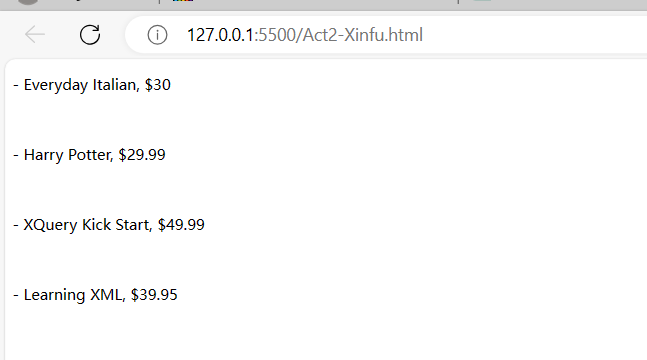 127.0.0.1:5500/Act2-Xinfu.html
- Everyday Italian, $30
- Harry Potter, $29.99
- XQuery Kick Start, $49.99
- Learning XML, $39.95